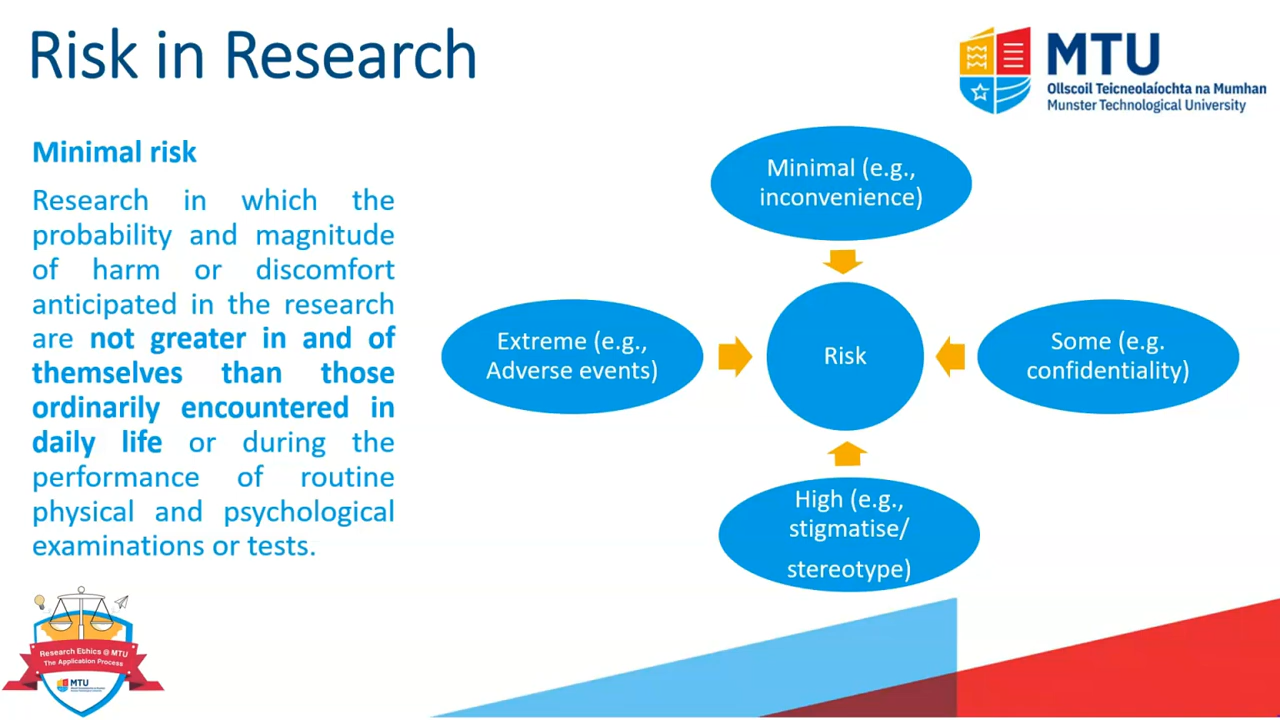 Risk in Research
MTU
Ollscoil Teicneolaíochta na Mumhan
Munster Technological University
Minimal risk
Research in which the
probability and magnitude
of harm or discomfort
anticipated in the research
are not greater in and of
themselves than those
ordinarily encountered in
daily life or during the
performance of routine
physical and psychological
examinations or tests.
Minimal (e.g.,
inconvenience)
Extreme (e.g.,
Adverse events)
Risk
Some (e.g.
confidentiality)
High (e.g.,
stigmatise/
stereotype)
Research Ethics @ MTU
The Application Process
MTU